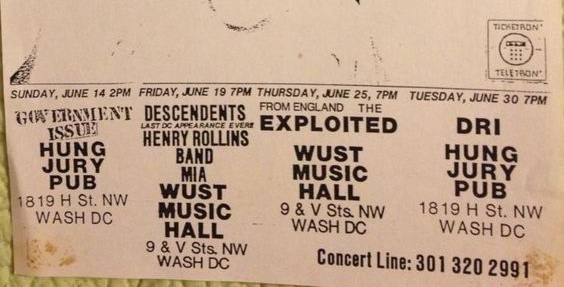 TICKETRON
TELETRON
SUNDAY, JUNE 14 2PM
GOVERNMENT
ISSUE
HUNG
JURY
PUB
1819 H St. NW
WASH DC
FRIDAY, JUNE 19 7PM
DESCENDENTS
LAST DC APPEARANCE EVER!!
HENRY ROLLINS
BAND
MIA
WUST
MUSIC
HALL
9 & V Sts. NW
WASH DC
THURSDAY, JUNE 25, 7PM
FROM ENGLAND THE
EXPLOITED
WUST
MUSIC
HALL
9 & V Sts. NW
WASH DC
TUESDAY, JUNE 30 7PM
DRI
HUNG
JURY
PUB
1819 H St. NW
WASH DC
Concert Line: 301 320 2991